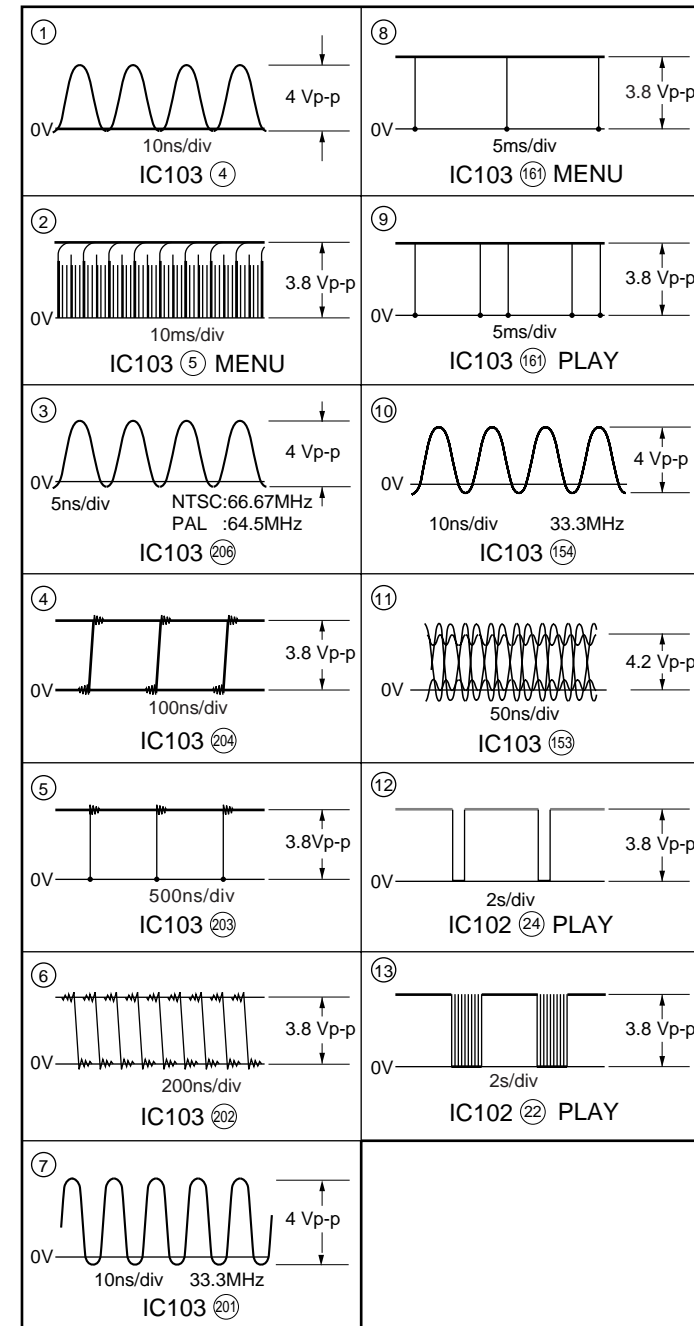 ①
4 Vp-p
0V
10ns/div
IC103 ④
②
3.8 Vp-p
0V
10ms/div
IC103 ⑤ MENU
③
4 Vp-p
0V
5ns/div NTSC:66.67MHz
PAL :64.5MHz
IC103 206
④
3.8 Vp-p
0V
100ns/div
IC103 204
⑤
3.8Vp-p
0V
500ns/div
IC103 203
⑥
3.8 Vp-p
0V
200ns/div
IC103 202
⑦
4 Vp-p
0V
10ns/div 33.3MHz
IC103 201
⑧
3.8 Vp-p
0V
5ms/div
IC103 161 MENU
⑨
3.8 Vp-p
0V
5ms/div
IC103 161 PLAY
⑩
4 Vp-p
0V
10ns/div 33.3MHz
IC103 154
⑪
4.2 Vp-p
0V
50ns/div
IC103 153
⑫
3.8 Vp-p
0V
2s/div
IC102 ㉔ PLAY
⑬
3.8 Vp-p
0V
2s/div
IC102 ㉒ PLAY